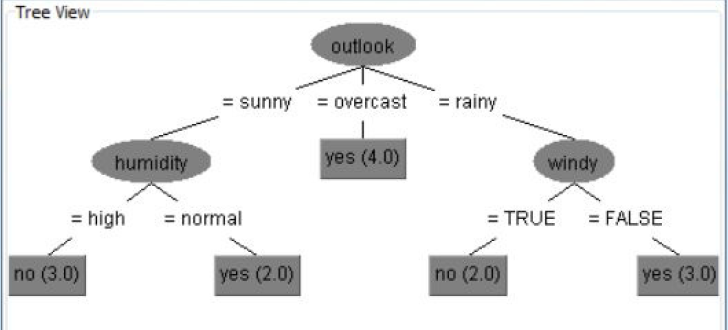 Tree View
outlook
= sunny = overcast = rainy
humidity yes (4.0) windy
= high = normal = TRUE = FALSE
no (3.0) yes (2.0) no (2.0) yes (3.0)